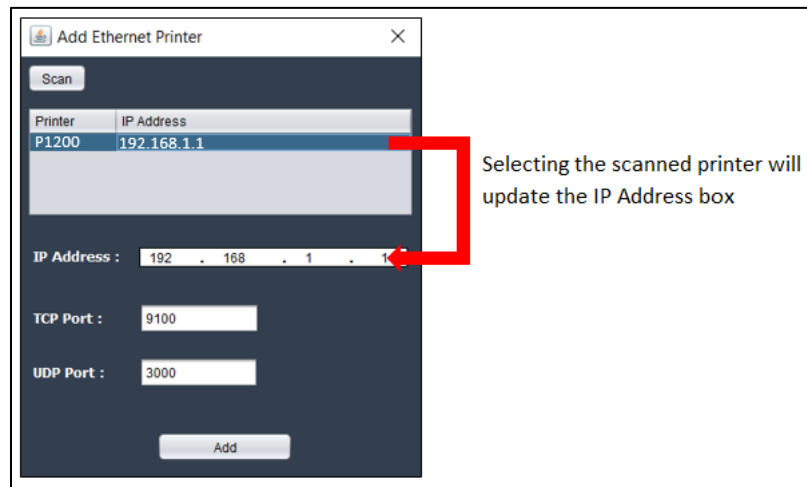 Add Ethernet Printer
Scan
Printer IP Address
P1200 192.168.1.1
Selecting the scanned printer will
update the IP Address box
IP Address : 192 . 168 . 1 . 1
TCP Port : 9100
UDP Port : 3000
Add